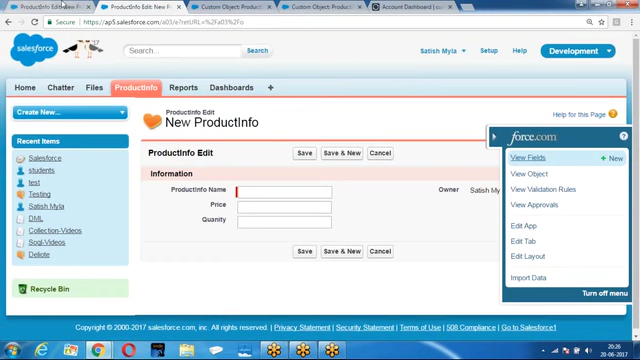 ProductInfo Edit: New P
ProductInfo Edit: New Pr
Custom Object: Product
Custom Object: Product
Account Dashboard | cu
Secure
https://ap5.salesforce.com/a03/e?retURL=%2Fa03%2Fo
salesforce
Search...
Search
Satish Myla
Setup
Help
Development
Home
Chatter
Files
ProductInfo
Reports
Dashboards
+
Create New...
Recent Items
Salesforce
students
test
Testing
Satish Myla
DML
Collection-Videos
Soql-Videos
Deliote
Recycle Bin
ProductInfo Edit
New ProductInfo
Help for this Page
ProductInfo Edit
Save
Save & New
Cancel
Information
ProductInfo Name
Owner
Satish Myla
Price
Quanity
Save
Save & New
Cancel
force.com
View Fields
+ New
View Object
View Validation Rules
View Approvals
Edit App
Edit Tab
Edit Layout
Import Data
Turn off menu
Copyright © 2000-2017 salesforce.com, inc. All rights reserved. | Privacy Statement | Security Statement | Terms of Use | 508 Compliance | Go to Salesforce1
20:26
20-06-2017